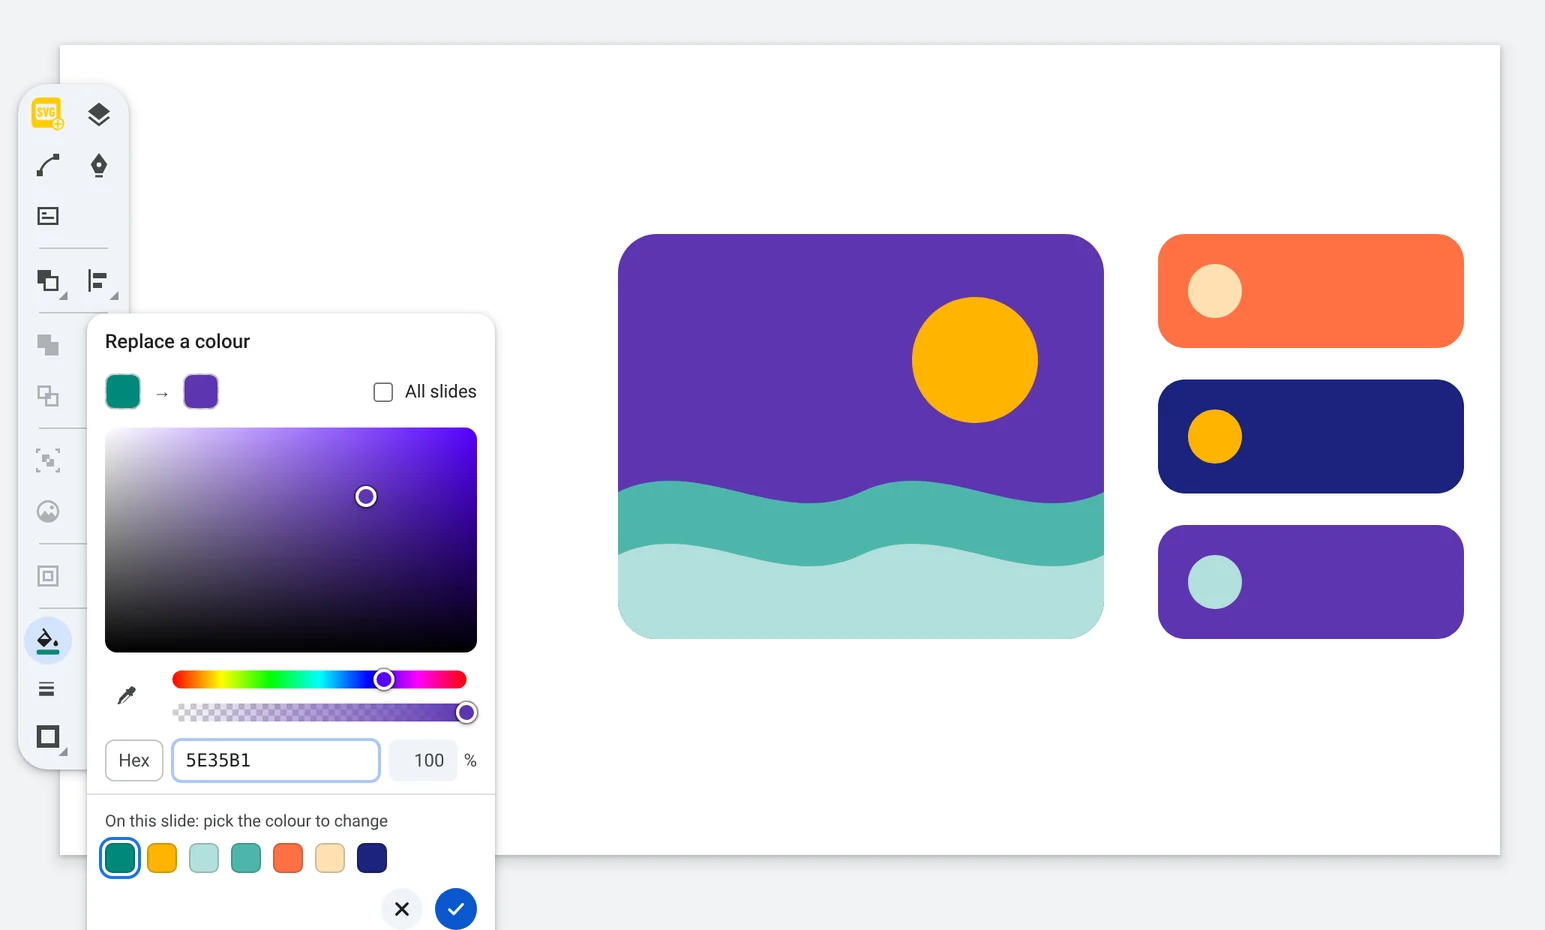 SVG
Replace a colour
→
All slides
Hex
5E35B1
100 %
On this slide: pick the colour to change